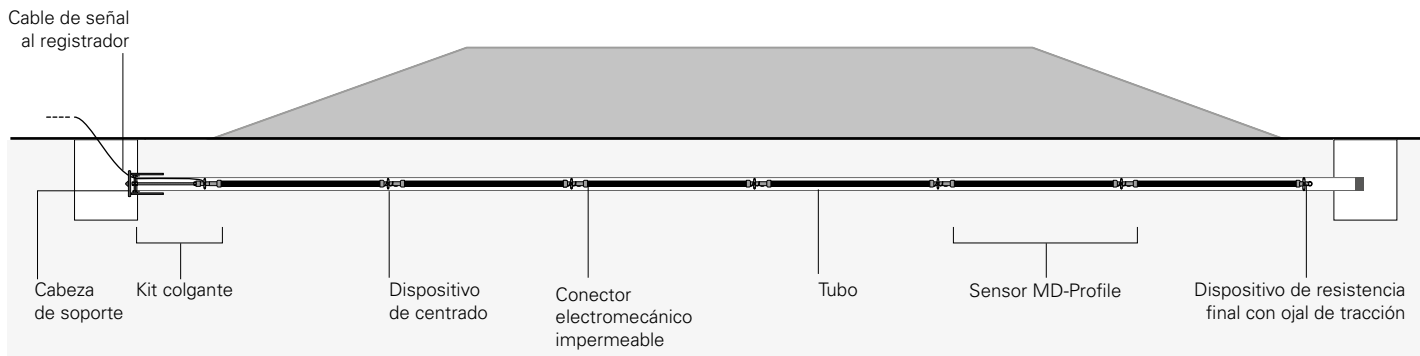 Cable de señal
al registrador
Cabeza
de soporte
Kit colgante
Dispositivo
de centrado
Conector
electromecánico
impermeable
Tubo
Sensor MD-Profile
Dispositivo de resistencia
final con ojal de tracción